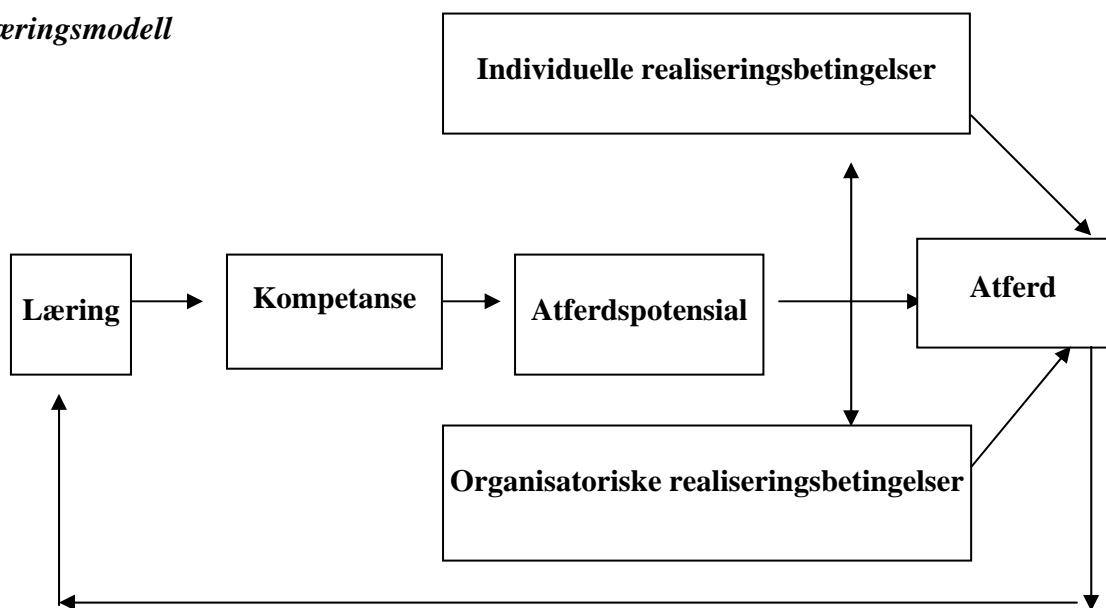 æringsmodell
Individuelle realiseringsbetingelser
Læring
Kompetanse
Atferdspotensial
Atferd
Organisatoriske realiseringsbetingelser